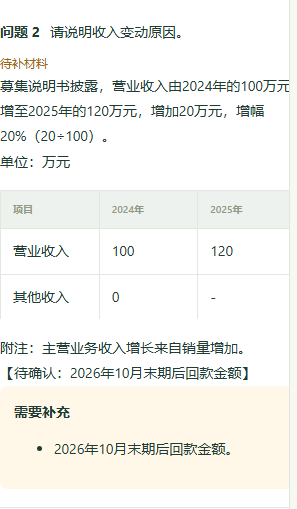 问题 2 请说明收入变动原因。
待补材料
募集说明书披露，营业收入由2024年的100万元
增至2025年的120万元，增加20万元，增幅
20%（20÷100）。
单位：万元
项目 2024年 2025年
营业收入 100 120
其他收入 0 -
附注：主营业务收入增长来自销量增加。
【待确认：2026年10月末期后回款金额】
需要补充
• 2026年10月末期后回款金额。